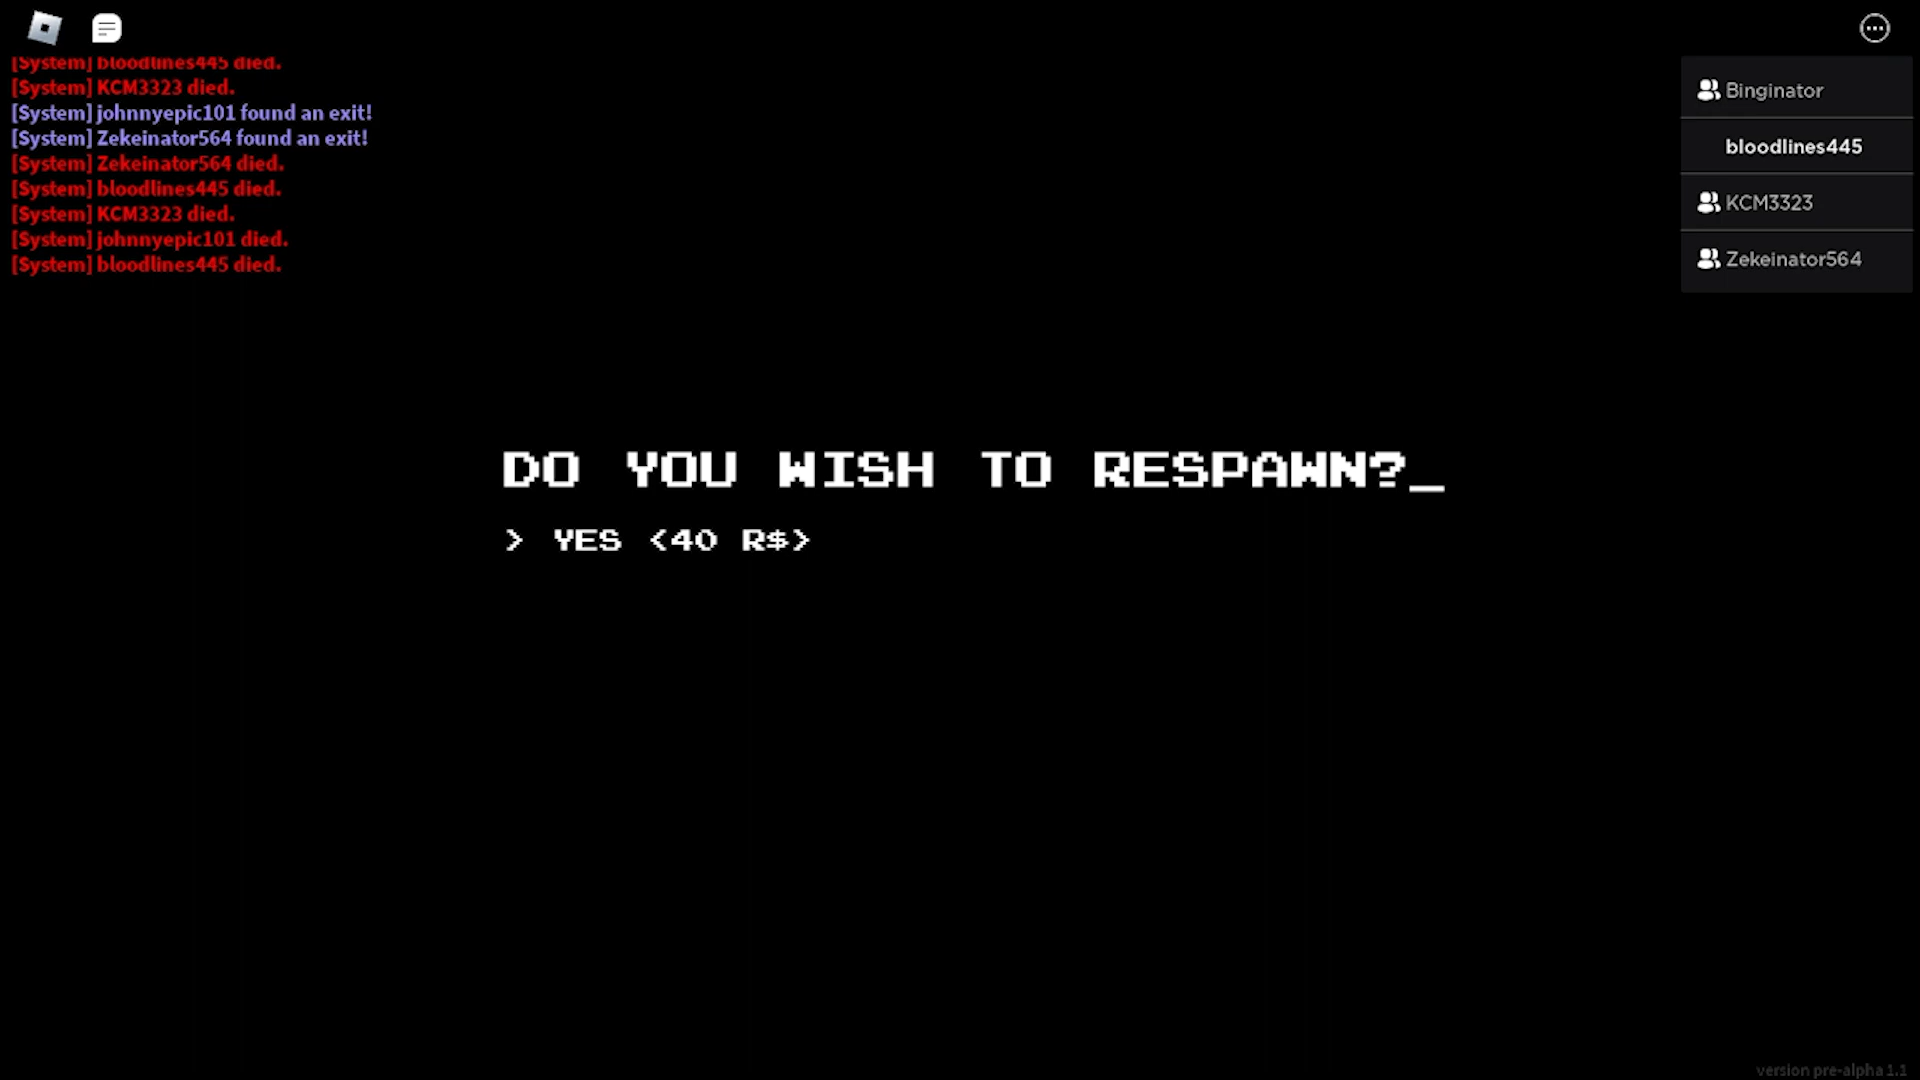 [System] bloodlines445 died.
[System] KCM3323 died.
[System] johnnyepic101 found an exit!
[System] Zekeinator564 found an exit!
[System] Zekeinator564 died.
[System] bloodlines445 died.
[System] KCM3323 died.
[System] johnnyepic101 died.
[System] bloodlines445 died.
Binginator
bloodlines445
KCM3323
Zekeinator564
DO YOU WISH TO RESPAWN?_
> YES <40 R$>
version pre-alpha 1.1